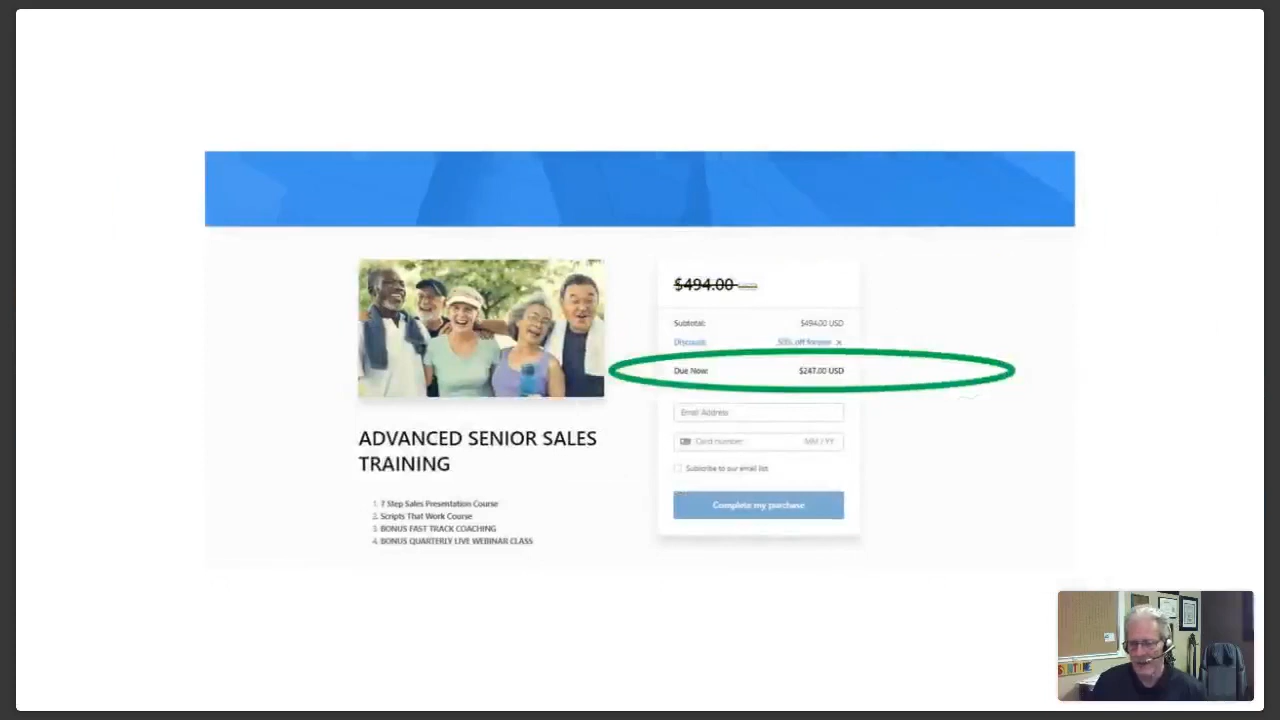 $494.00 USD
Subtotal: $494.00 USD
Discount: 50% off forever ×
Due Now: $247.00 USD
Email Address
Card number MM / YY
Subscribe to our email list
Complete my purchase
ADVANCED SENIOR SALES
TRAINING
1. 7 Step Sales Presentation Course
2. Scripts That Work Course
3. BONUS FAST TRACK COACHING
4. BONUS QUARTERLY LIVE WEBINAR CLASS